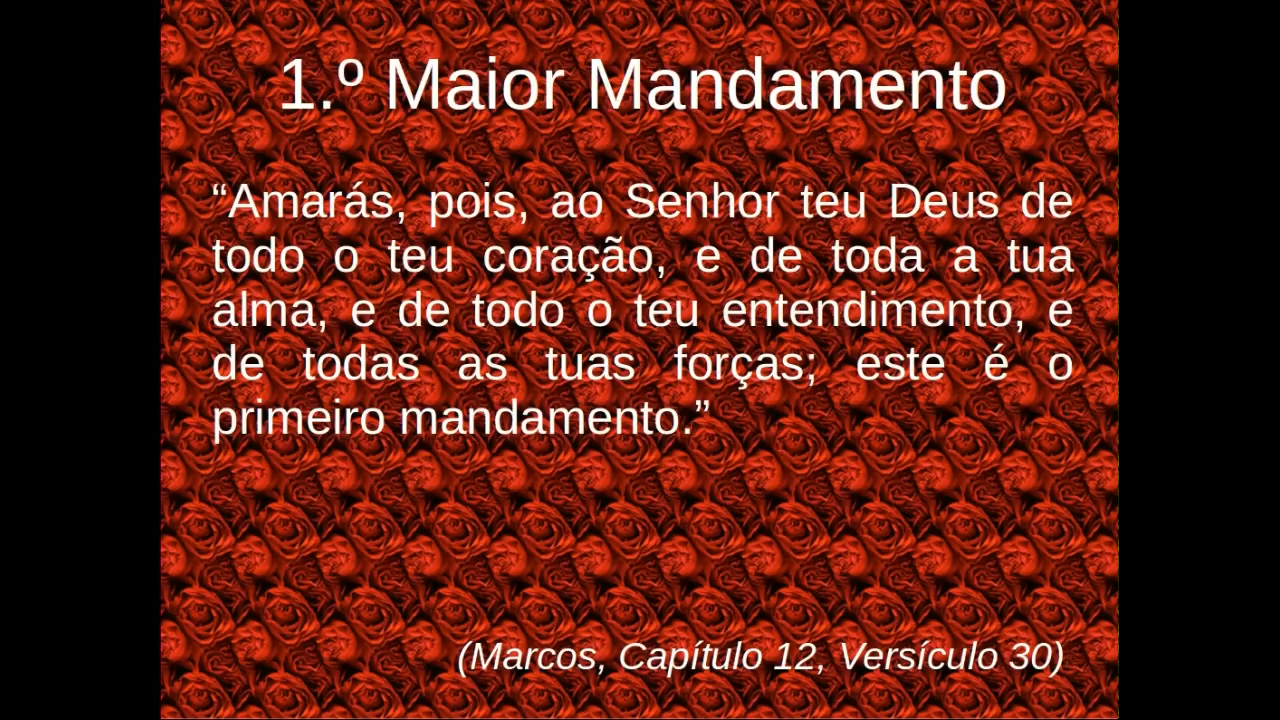 1.º Maior Mandamento
“Amarás, pois, ao Senhor teu Deus de
todo o teu coração, e de toda a tua
alma, e de todo o teu entendimento, e
de todas as tuas forças; este é o
primeiro mandamento.”
(Marcos, Capítulo 12, Versículo 30)